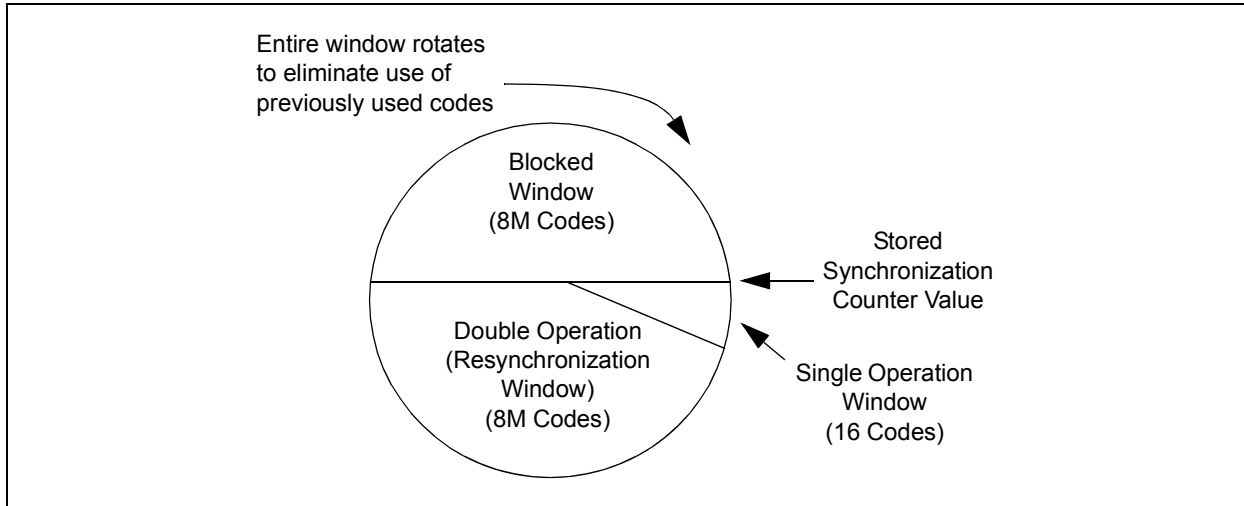 Entire window rotates
to eliminate use of
previously used codes
Blocked
Window
(8M Codes)
Stored
Synchronization
Counter Value
Double Operation
(Resynchronization
Window)
(8M Codes)
Single Operation
Window
(16 Codes)